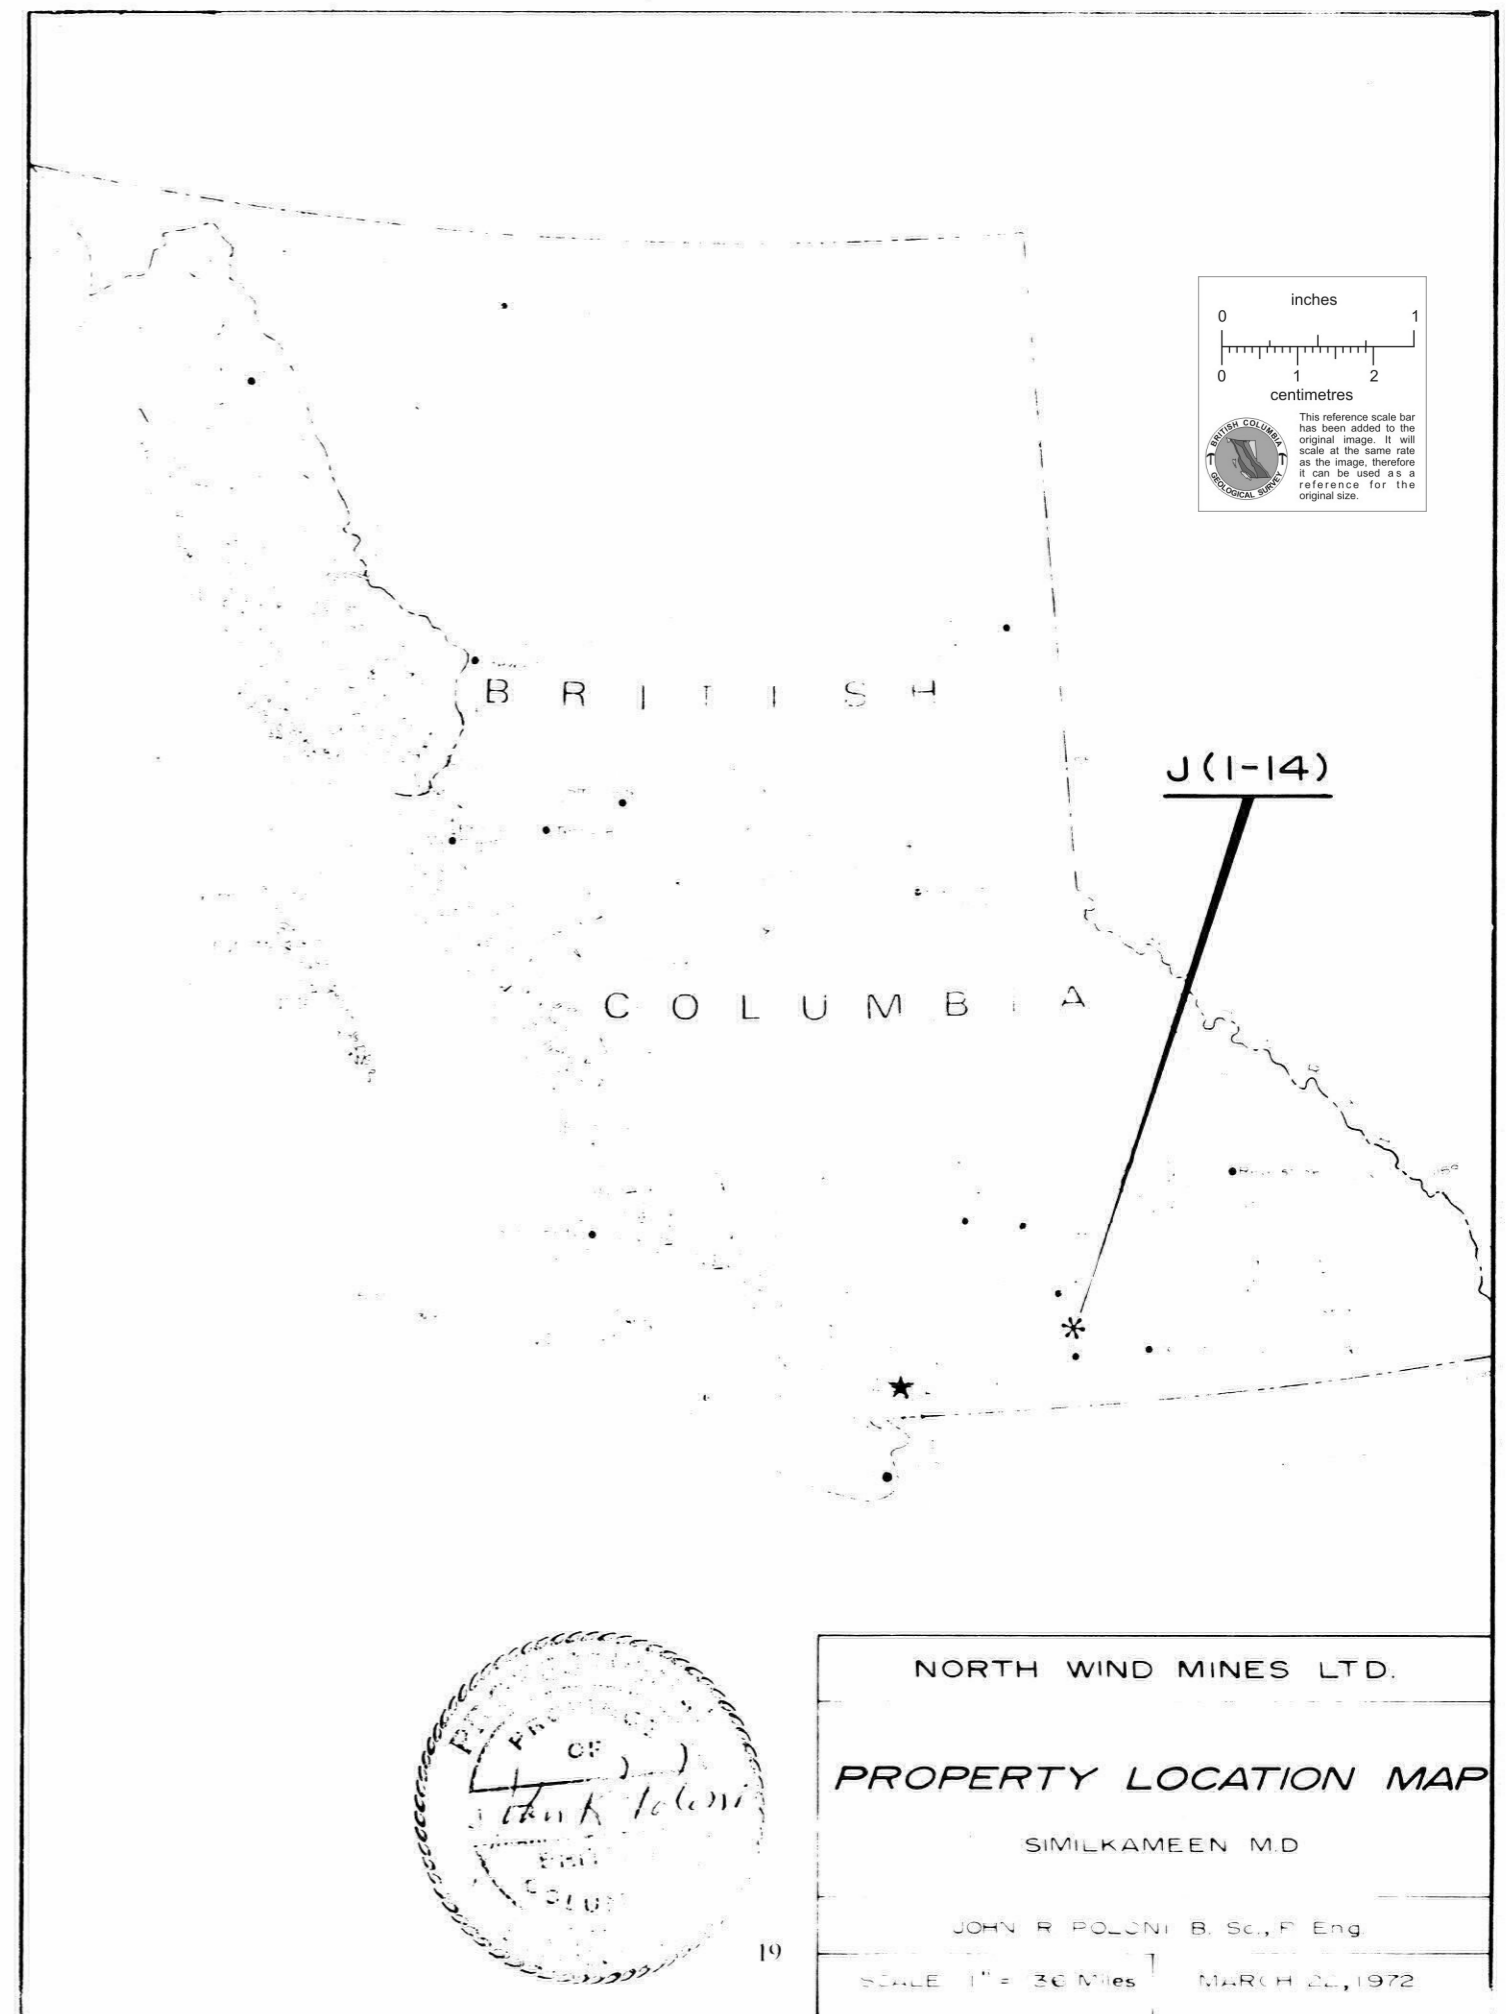 inches
0 1
0 1 2
centimetres
BRITISH COLUMBIA
GEOLOGICAL SURVEY
This reference scale bar
has been added to the
original image. It will
scale at the same rate
as the image, therefore
it can be used as a
reference for the
original size.
BRITISH
J(1-14)
COLUMBIA
NORTH WIND MINES LTD.
PROPERTY LOCATION MAP
SIMILKAMEEN M.D
JOHN R POLONI B. Sc., P Eng.
SCALE 1" = 36 Miles
MARCH 22, 1972
PROVINCE
OF
COLUM
19